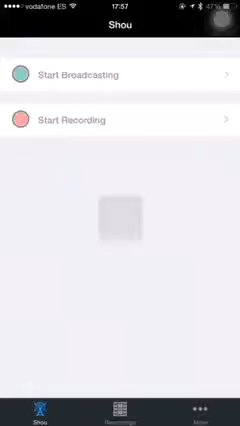 vodafone ES 17:57 47%
Shou
Start Broadcasting
Start Recording
Shou Recordings More